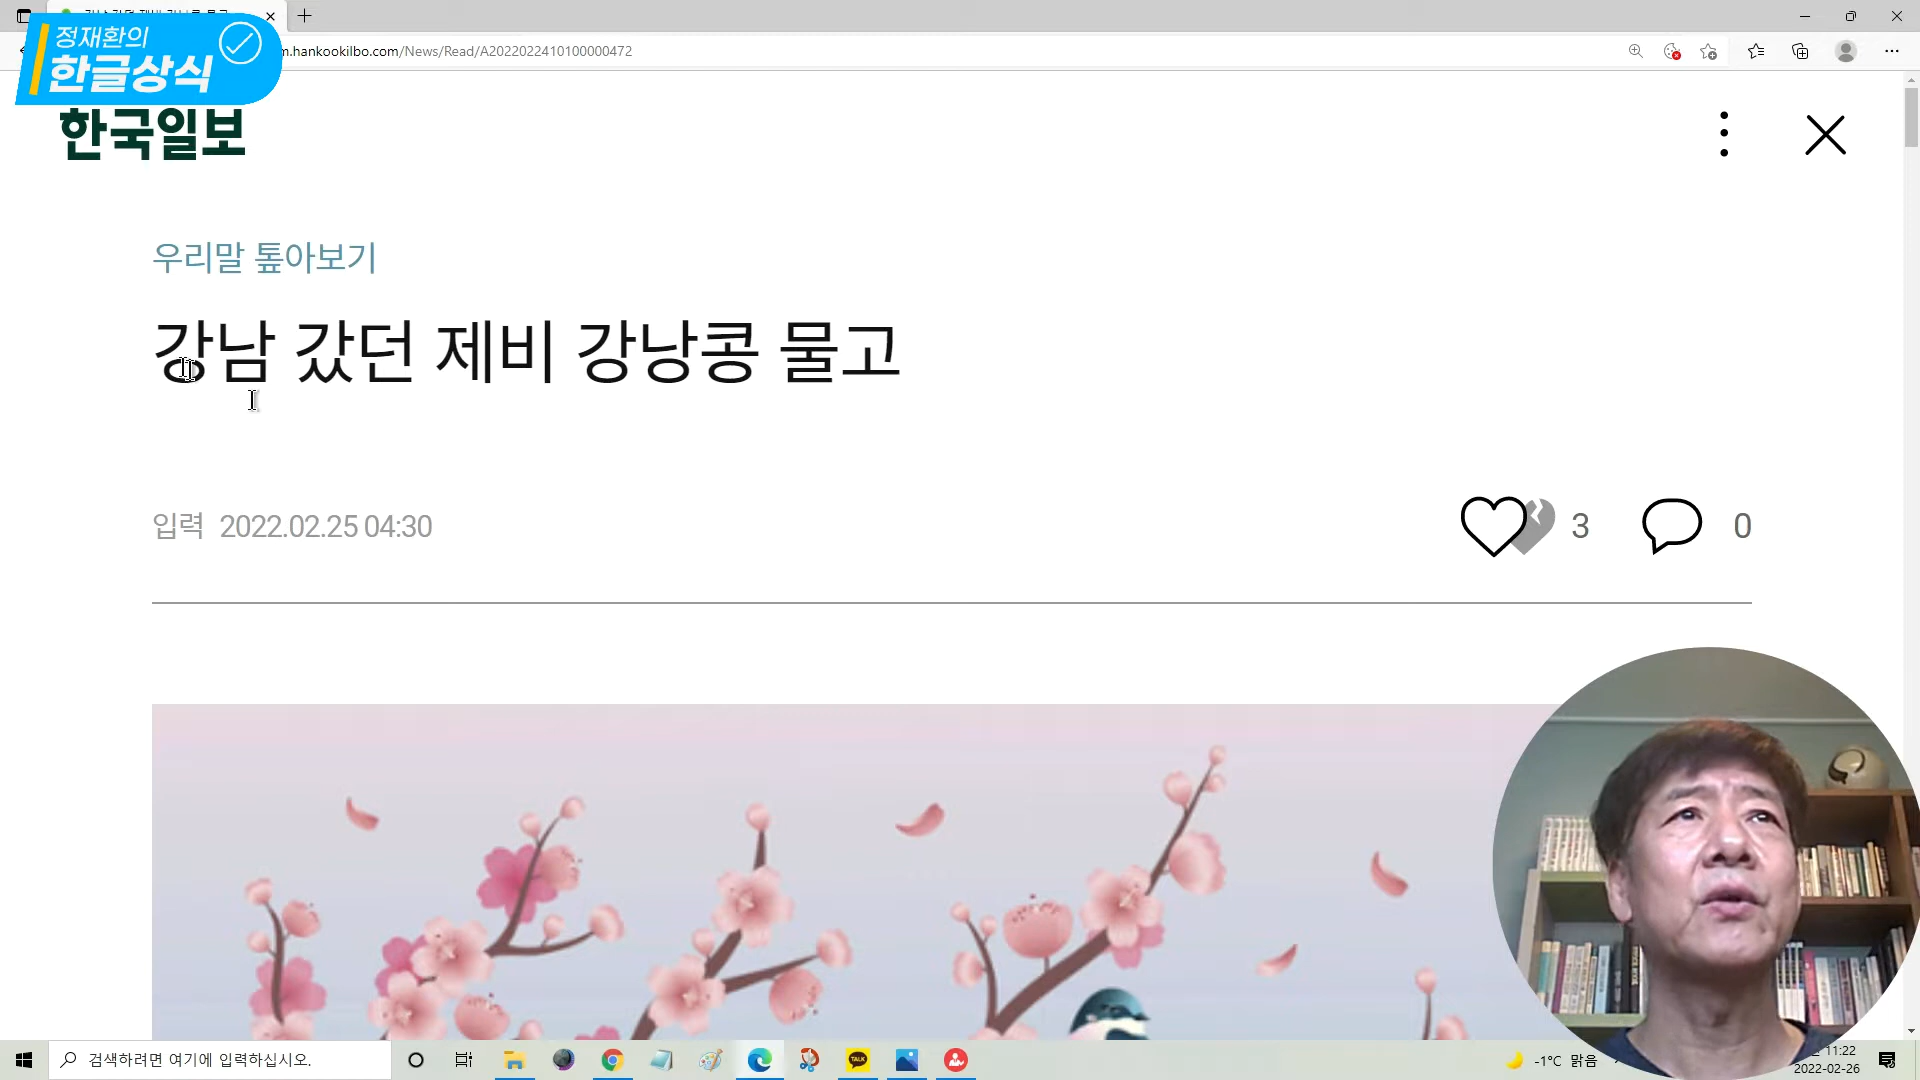 정재환의
한글상식
m.hankookilbo.com/News/Read/A2022022410100000472
한국일보
우리말 톺아보기
강남 갔던 제비 강낭콩 물고
입력 2022.02.25 04:30
3
0
검색하려면 여기에 입력하십시오.
TALK
-1°C 맑음
11:22
2022-02-26